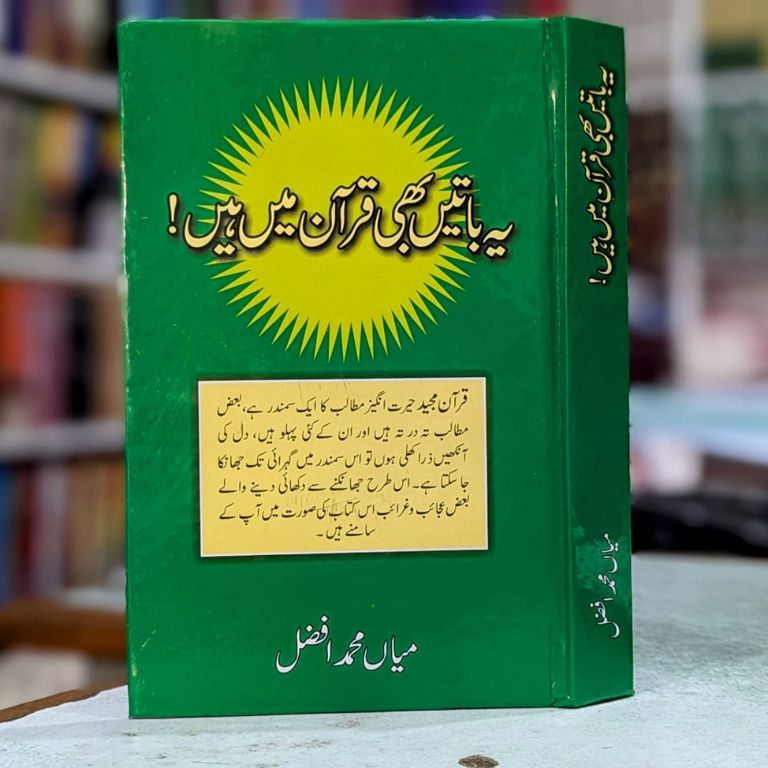 یہ باتیں بھی قرآن میں ہیں!
قرآن مجید حیرت انگیز مطالب کا ایک سمندر ہے، بعض
مطالب تہ در تہ ہیں اور ان کے کئی پہلو ہیں، دل کی
آنکھیں ذرا کھلی ہوں تو اس سمندر میں گہرائی تک جھانکا
جا سکتا ہے۔ اس طرح جھانکنے سے دکھائی دینے والے
بعض عجائب و غرائب اس کتاب کی صورت میں آپ کے
سامنے ہیں۔
میاں محمد افضل
یہ باتیں بھی قرآن میں ہیں!
میاں محمد افضل